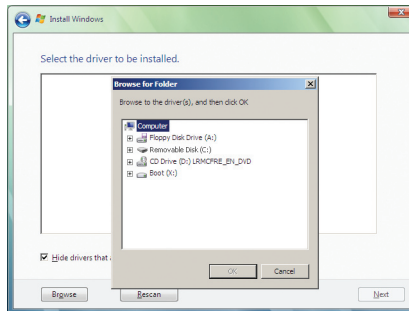 Install Windows
Select the driver to be installed.
Browse for Folder
Browse to the driver(s), and then click OK
Computer
Floppy Disk Drive (A:)
Removable Disk (C:)
CD Drive (D:) LRMCFRE_EN_DVD
Boot (X:)
Hide drivers that
OK Cancel
Browse Rescan Next